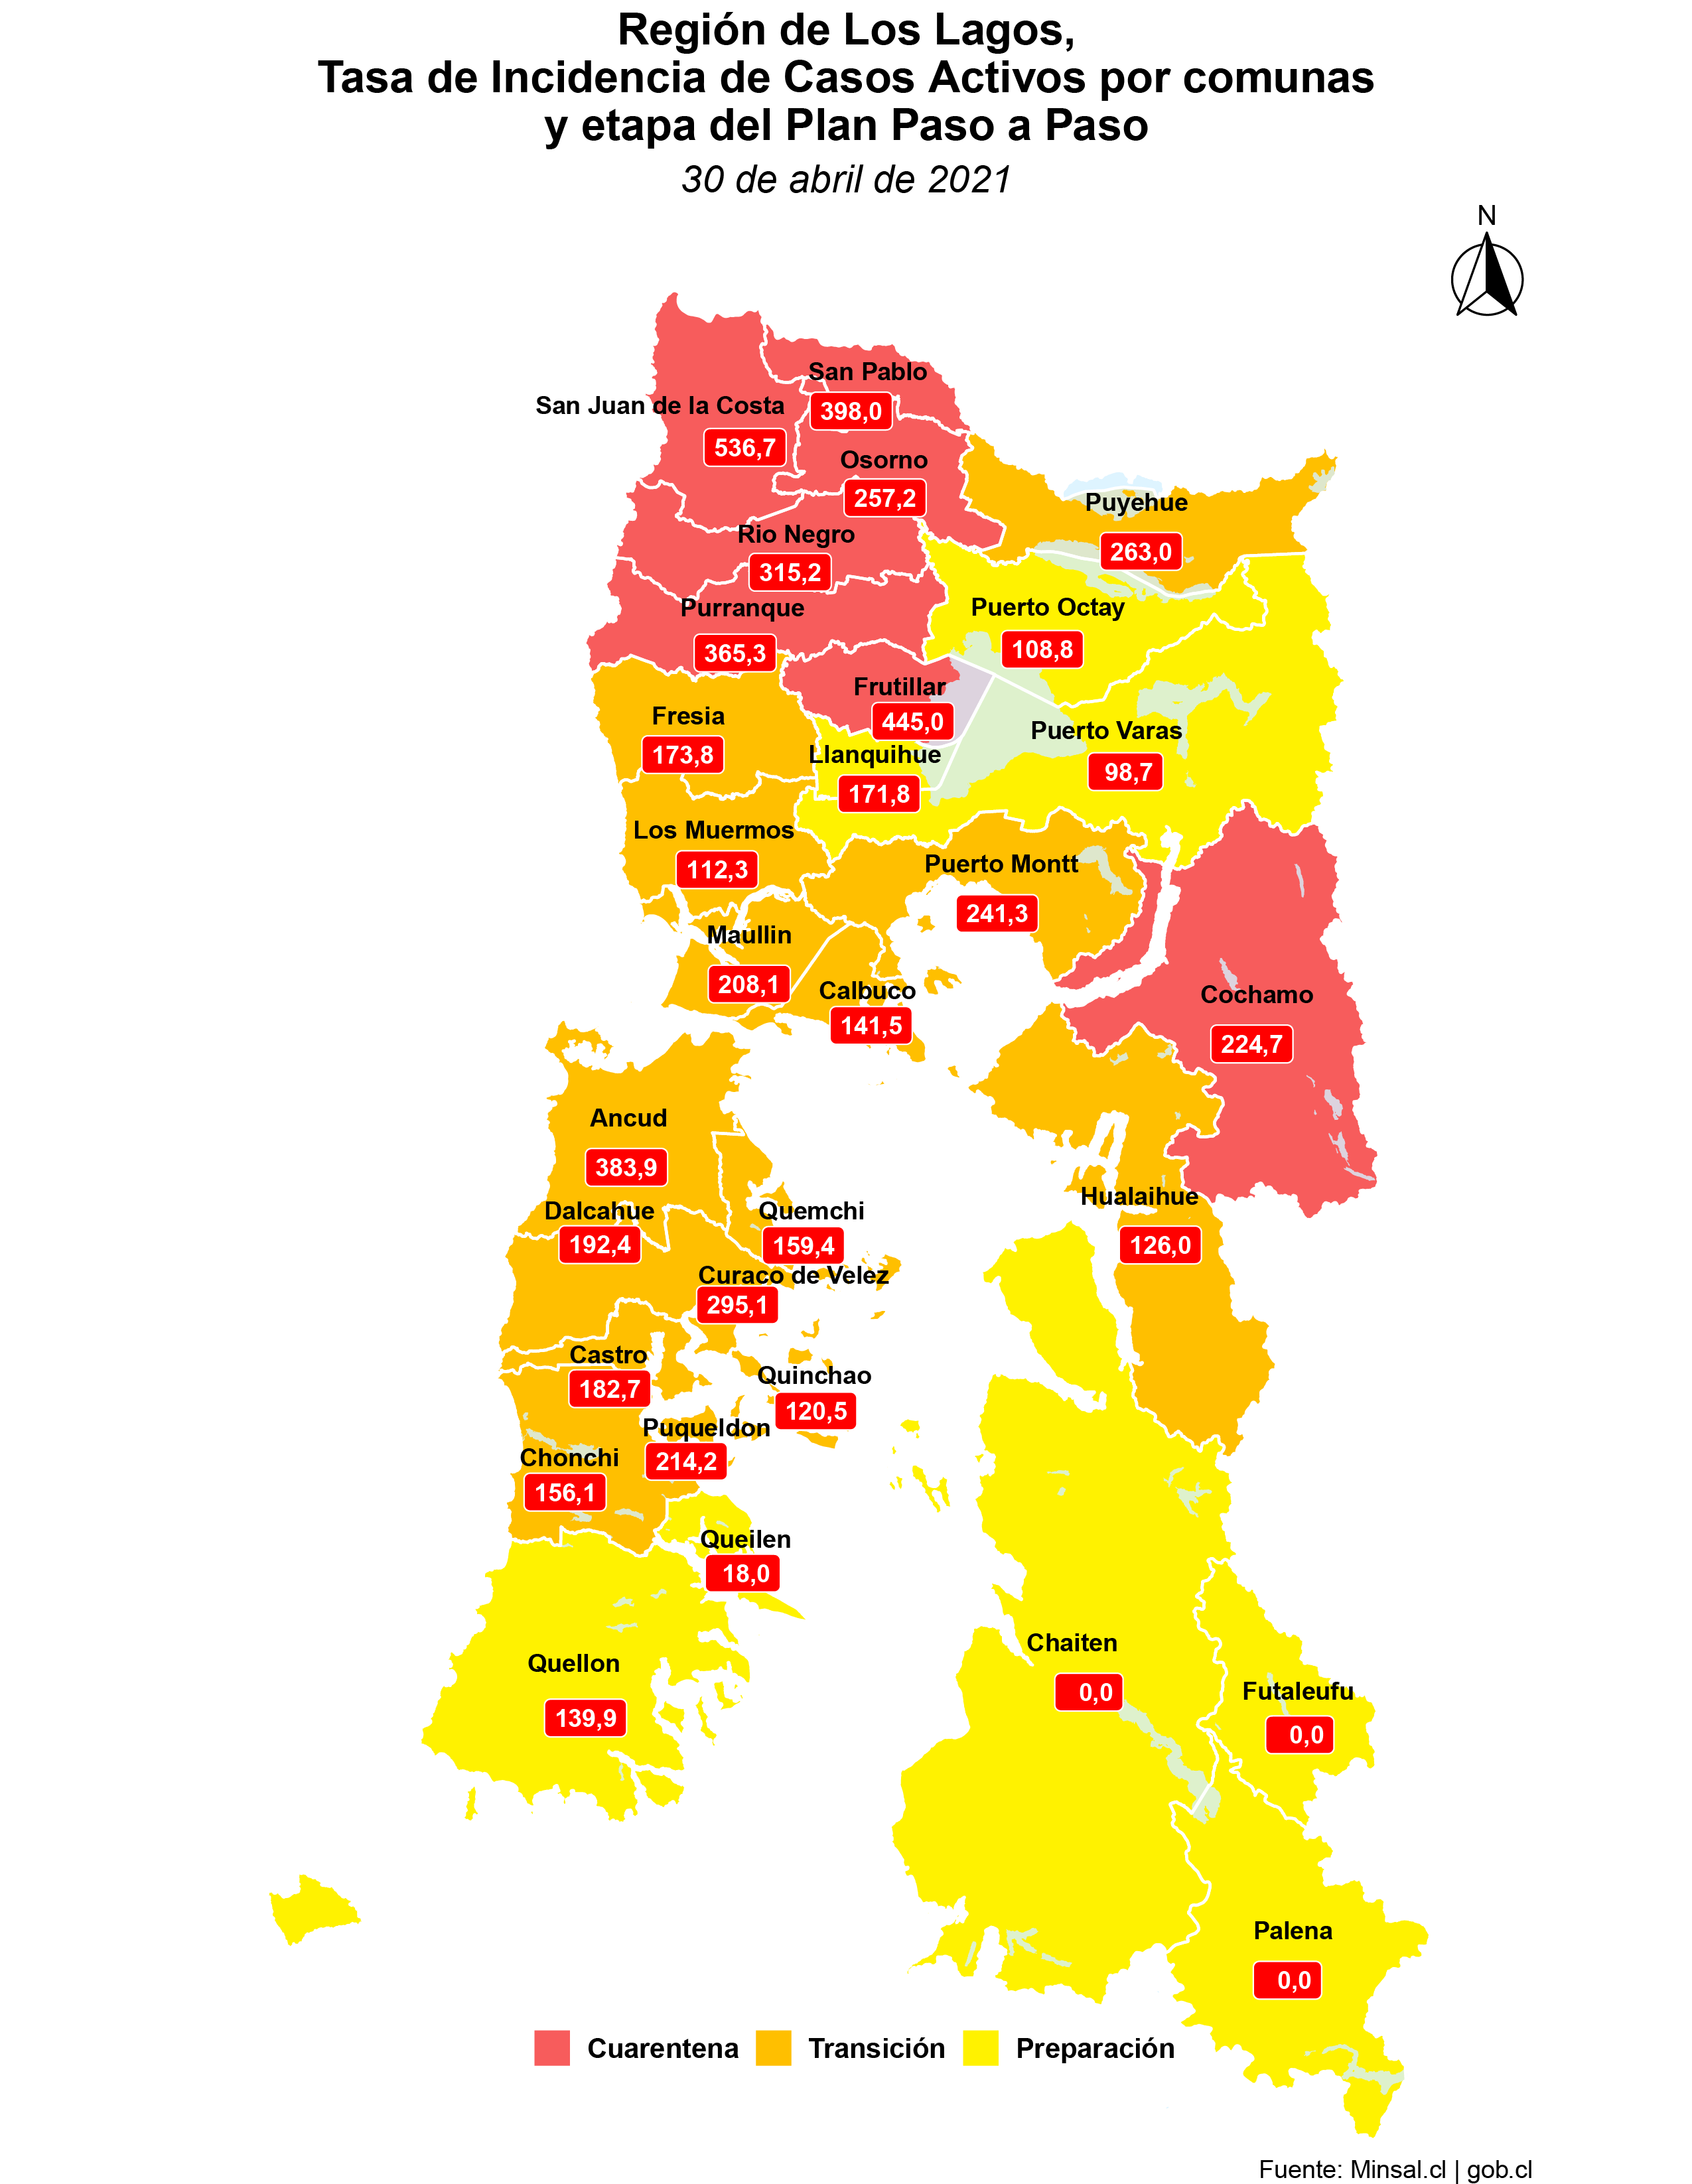 Región de Los Lagos,
Tasa de Incidencia de Casos Activos por comunas
y etapa del Plan Paso a Paso
30 de abril de 2021
N
San Pablo
398,0
San Juan de la Costa
536,7
Osorno
257,2
Puyehue
263,0
Rio Negro
315,2
Purranque
365,3
Puerto Octay
108,8
Frutillar
445,0
Fresia
173,8
Puerto Varas
98,7
Llanquihue
171,8
Los Muermos
112,3
Puerto Montt
241,3
Maullin
208,1
Calbuco
141,5
Cochamo
224,7
Ancud
383,9
Hualaihue
126,0
Dalcahue
192,4
Quemchi
159,4
Curaco de Velez
295,1
Castro
182,7
Quinchao
120,5
Puqueldon
214,2
Chonchi
156,1
Queilen
18,0
Quellon
139,9
Chaiten
0,0
Futaleufu
0,0
Palena
0,0
Cuarentena Transición Preparación
Fuente: Minsal.cl | gob.cl